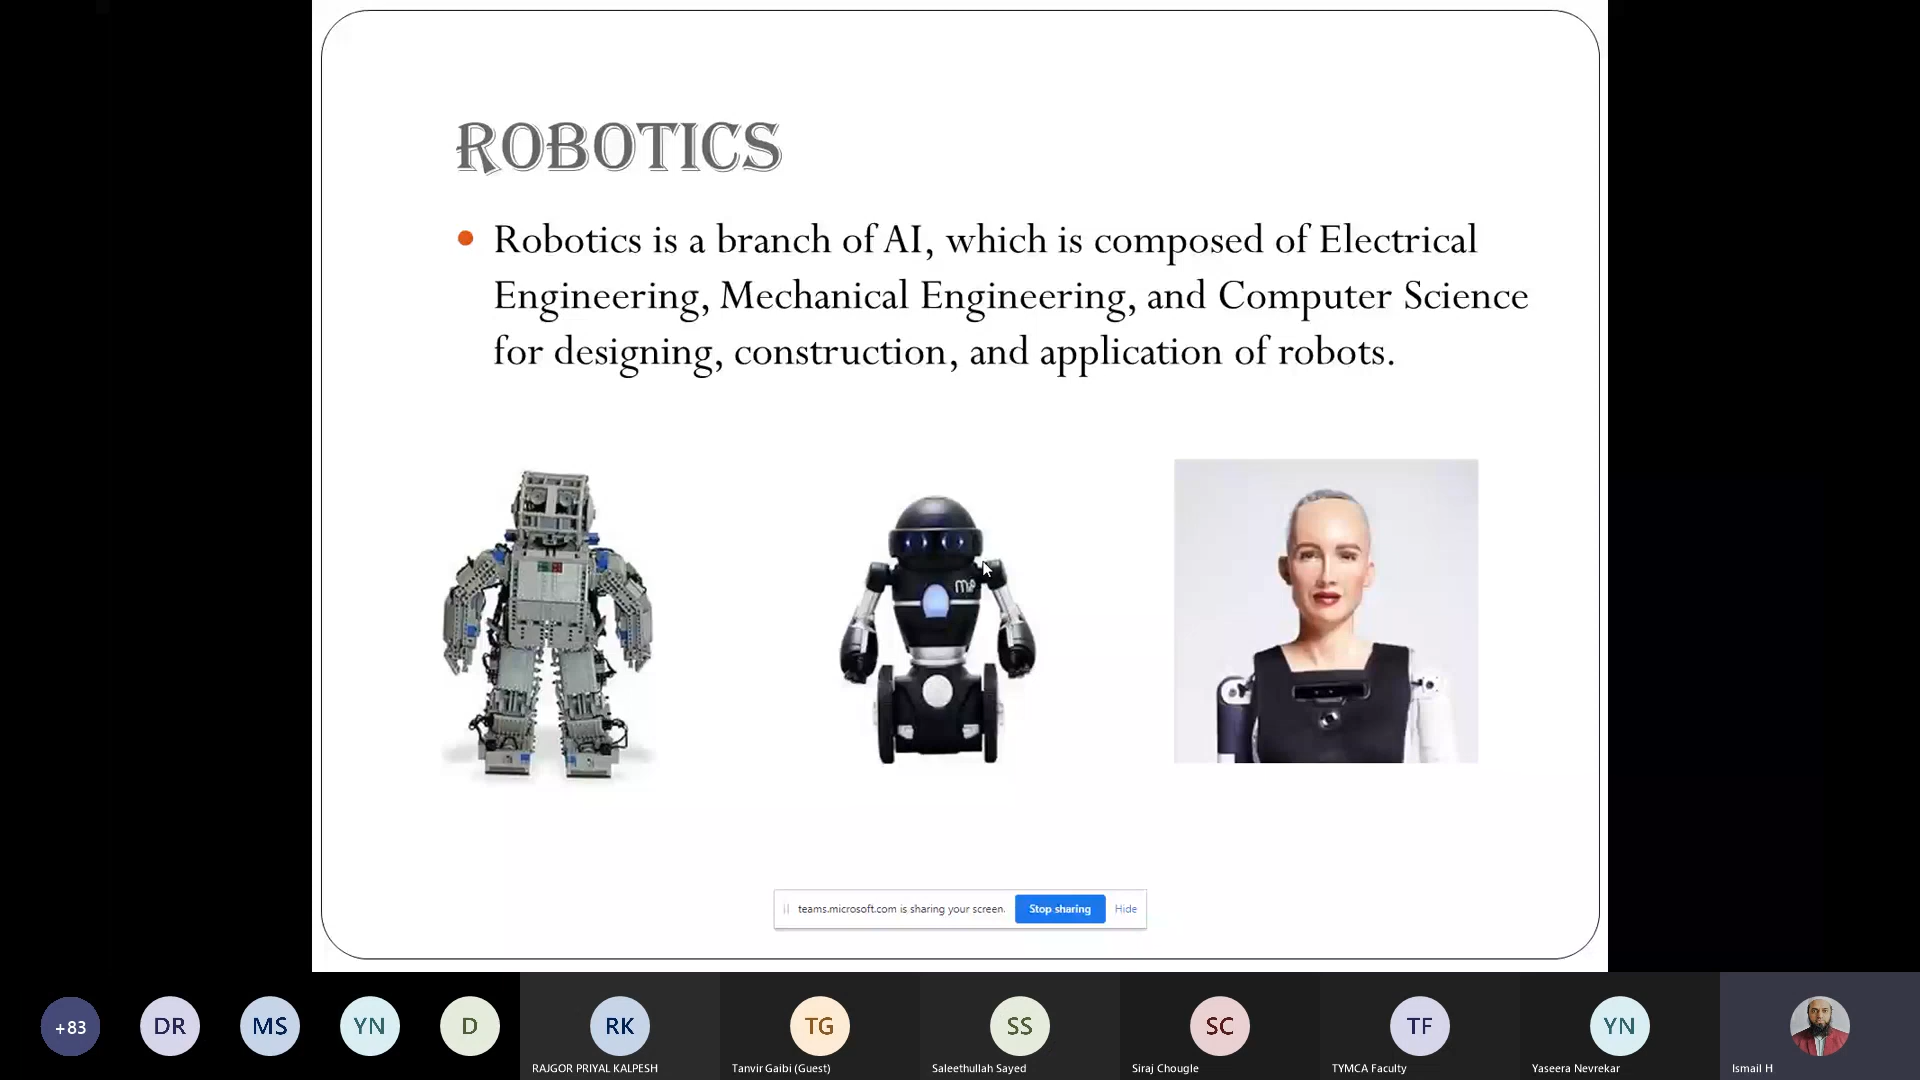 ROBOTICS
Robotics is a branch of AI, which is composed of Electrical
Engineering, Mechanical Engineering, and Computer Science
for designing, construction, and application of robots.
mip
teams.microsoft.com is sharing your screen. Stop sharing Hide
+83 DR MS YN D RK TG SS SC TF YN
RAJGOR PRIYAL KALPESH Tanvir Gaibi (Guest) Saleethullah Sayed Siraj Chougle TYMCA Faculty Yaseera Nevrekar Ismail H